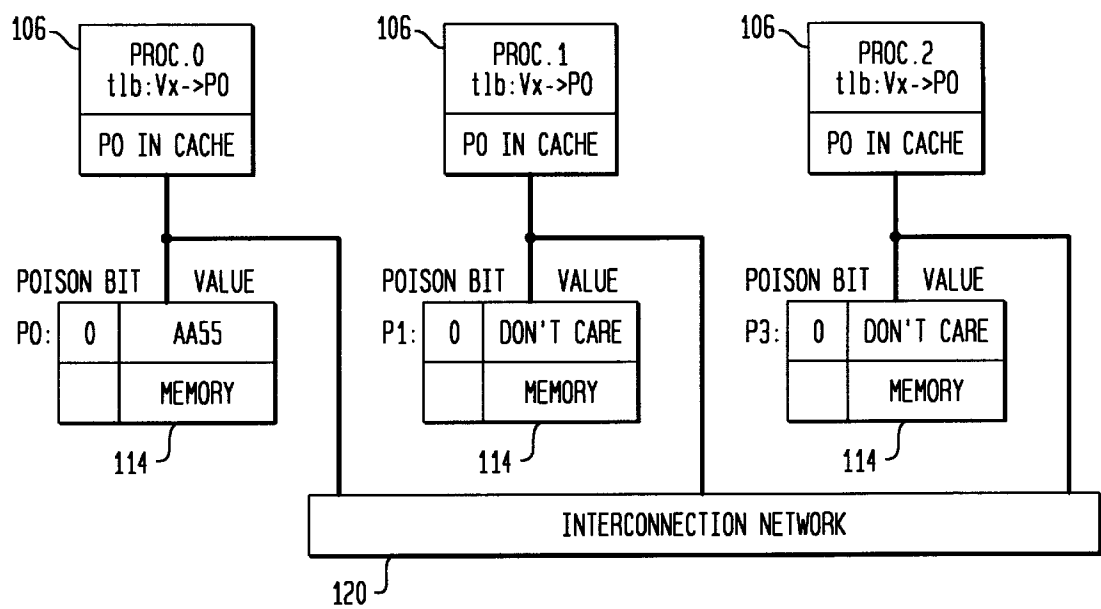 106
PROC.0
tlb:Vx->P0
P0 IN CACHE
106
PROC.1
tlb:Vx->P0
P0 IN CACHE
106
PROC.2
tlb:Vx->P0
P0 IN CACHE
POISON BIT VALUE
P0: 0 AA55
MEMORY
114
POISON BIT VALUE
P1: 0 DON'T CARE
MEMORY
114
POISON BIT VALUE
P3: 0 DON'T CARE
MEMORY
114
INTERCONNECTION NETWORK
120